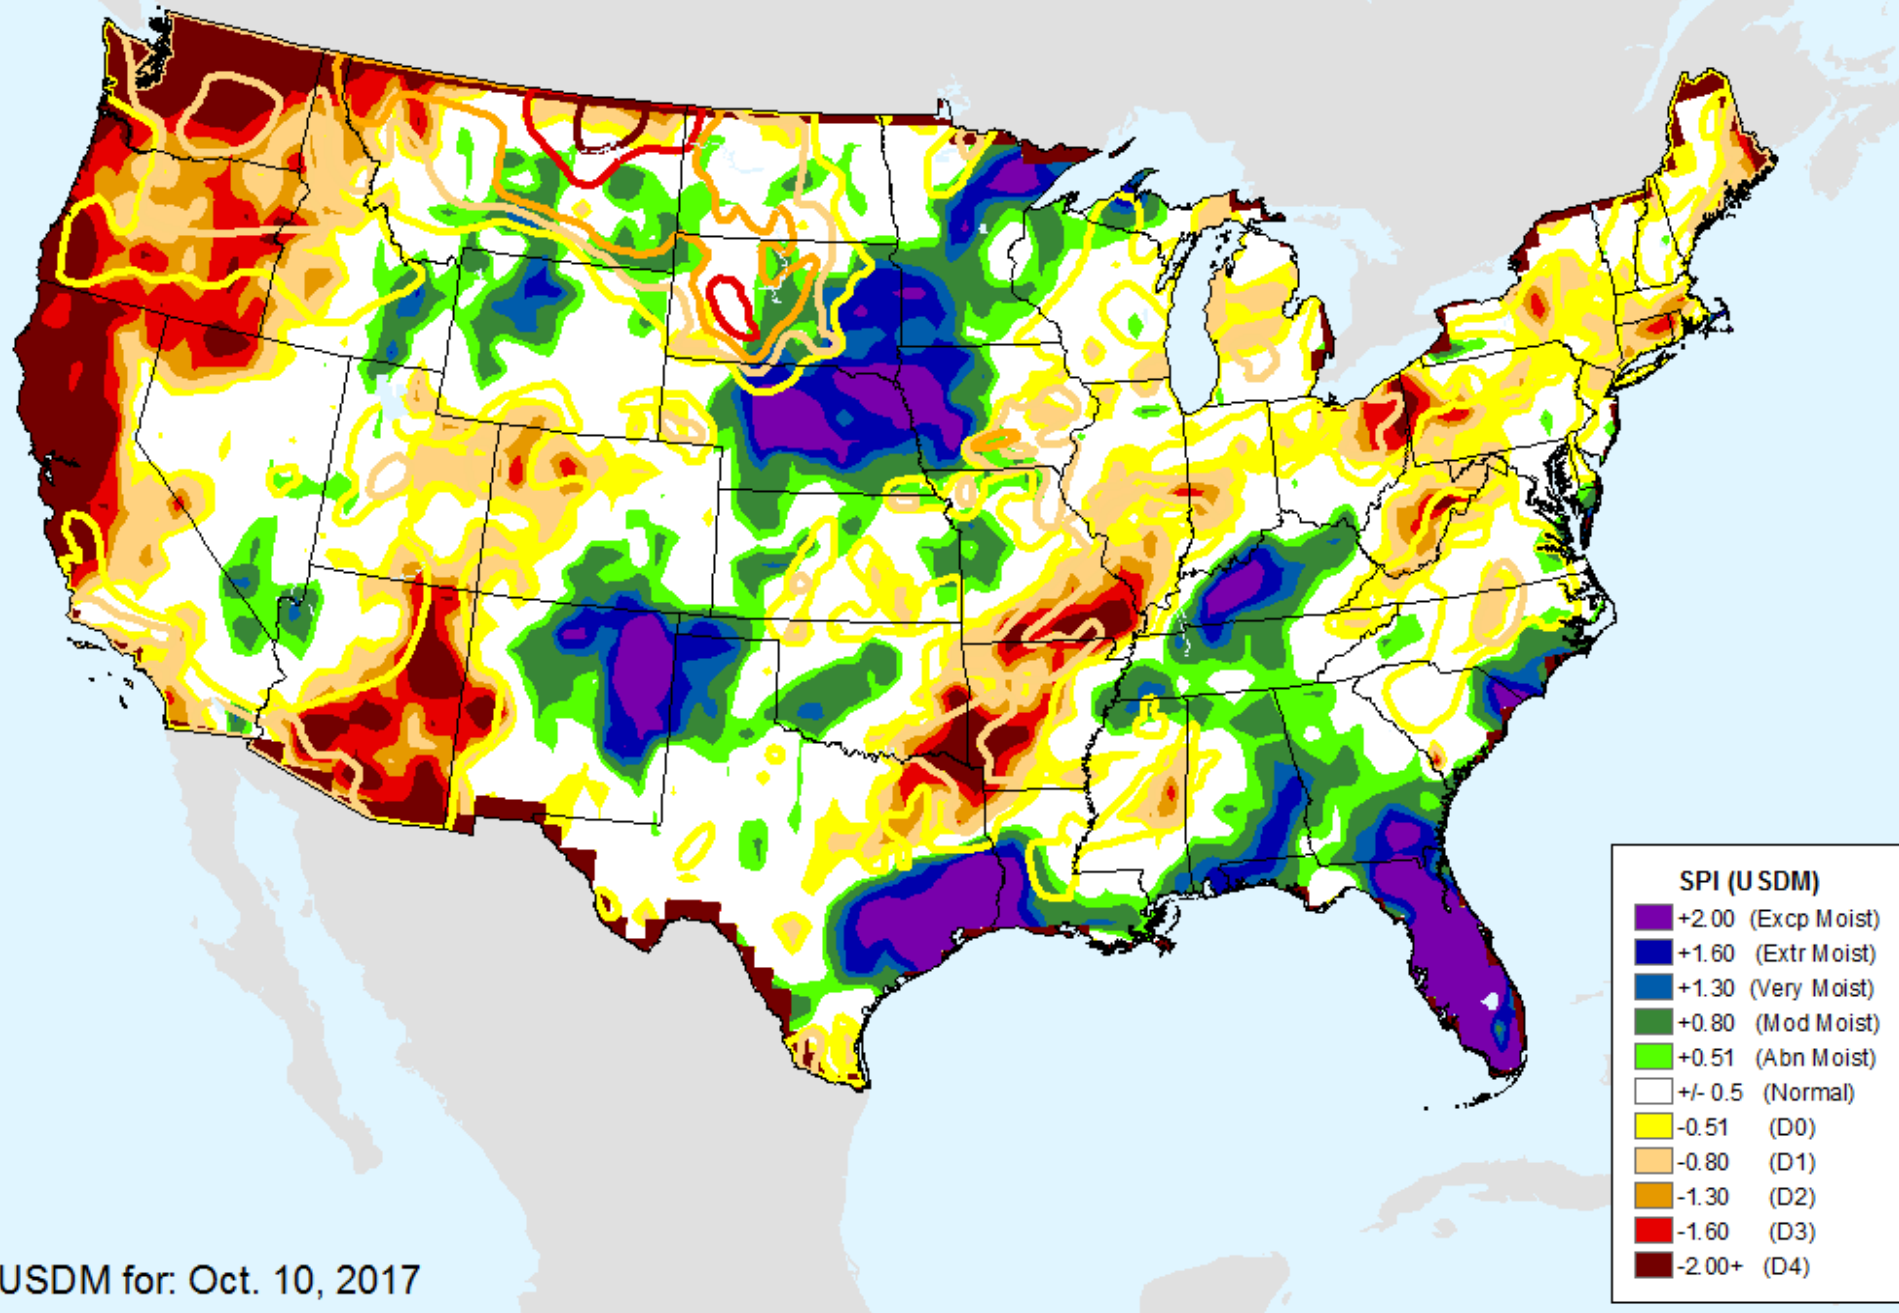 SPI (USDM)
+2.00 (Excp Moist)
+1.60 (Extr Moist)
+1.30 (Very Moist)
+0.80 (Mod Moist)
+0.51 (Abn Moist)
+/- 0.5 (Normal)
-0.51 (D0)
-0.80 (D1)
-1.30 (D2)
-1.60 (D3)
-2.00+ (D4)
USDM for: Oct. 10, 2017